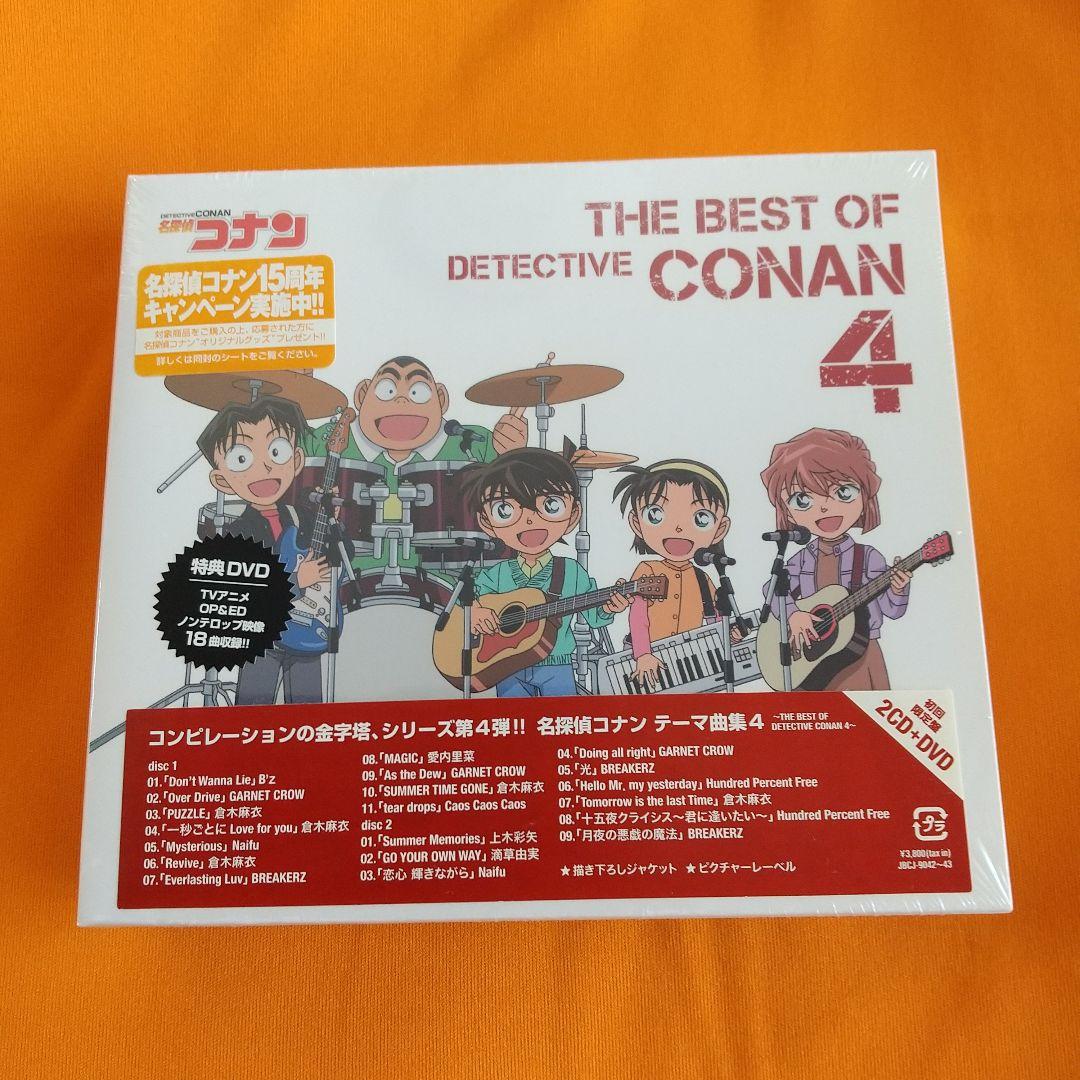 DETECTIVE CONAN
名探偵コナン
THE BEST OF
DETECTIVE CONAN
4
名探偵コナン15周年
キャンペーン実施中!!
対象商品をご購入の上、応募された方に
名探偵コナン"オリジナルグッズ"プレゼント!!
詳しくは同封のシートをご覧ください。
特典DVD
TVアニメ
OP&ED
ノンテロップ映像
18曲収録!!
コンピレーションの金字塔、シリーズ第4弾!! 名探偵コナン テーマ曲集4 ～THE BEST OF
DETECTIVE CONAN 4～
初回
限定盤
2CD+DVD
disc 1
01.「Don't Wanna Lie」B'z
02.「Over Drive」GARNET CROW
03.「PUZZLE」倉木麻衣
04.「一秒ごとに Love for you」倉木麻衣
05.「Mysterious」Naifu
06.「Revive」倉木麻衣
07.「Everlasting Luv」BREAKERZ
08.「MAGIC」愛内里菜
09.「As the Dew」GARNET CROW
10.「SUMMER TIME GONE」倉木麻衣
11.「tear drops」Caos Caos Caos
disc 2
01.「Summer Memories」上木彩矢
02.「GO YOUR OWN WAY」滴草由実
03.「恋心 輝きながら」Naifu
04.「Doing all right」GARNET CROW
05.「光」BREAKERZ
06.「Hello Mr. my yesterday」Hundred Percent Free
07.「Tomorrow is the last Time」倉木麻衣
08.「十五夜クライシス～君に逢いたい～」Hundred Percent Free
09.「月夜の悪戯の魔法」BREAKERZ
★描き下ろしジャケット ★ピクチャーレーベル
プラ
¥3,800(tax in)
JBCJ-9042～43